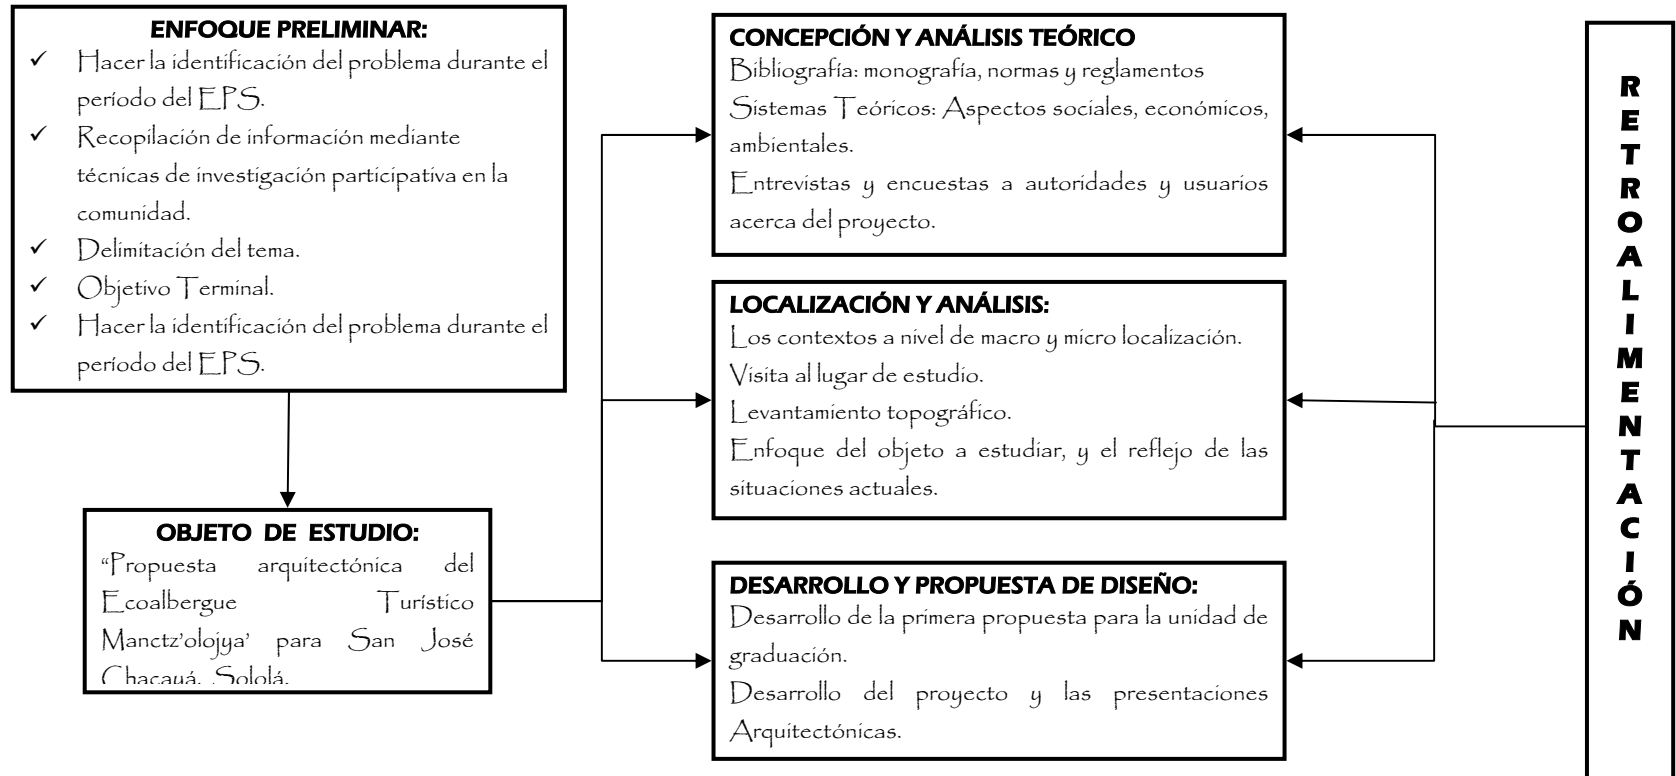 ENFOQUE PRELIMINAR:
✓ Hacer la identificación del problema durante el
período del EPS.
✓ Recopilación de información mediante
técnicas de investigación participativa en la
comunidad.
✓ Delimitación del tema.
✓ Objetivo Terminal.
✓ Hacer la identificación del problema durante el
período del EPS.
OBJETO DE ESTUDIO:
“Propuesta arquitectónica del
Ecoalbergue Turístico
Manctz’olojya’ para San José
Chacayá, Sololá.
CONCEPCIÓN Y ANÁLISIS TEÓRICO
Bibliografía: monografía, normas y reglamentos
Sistemas Teóricos: Aspectos sociales, económicos,
ambientales.
Entrevistas y encuestas a autoridades y usuarios
acerca del proyecto.
LOCALIZACIÓN Y ANÁLISIS:
Los contextos a nivel de macro y micro localización.
Visita al lugar de estudio.
Levantamiento topográfico.
Enfoque del objeto a estudiar, y el reflejo de las
situaciones actuales.
DESARROLLO Y PROPUESTA DE DISEÑO:
Desarrollo de la primera propuesta para la unidad de
graduación.
Desarrollo del proyecto y las presentaciones
Arquitectónicas.
RETROALIMENTACIÓN